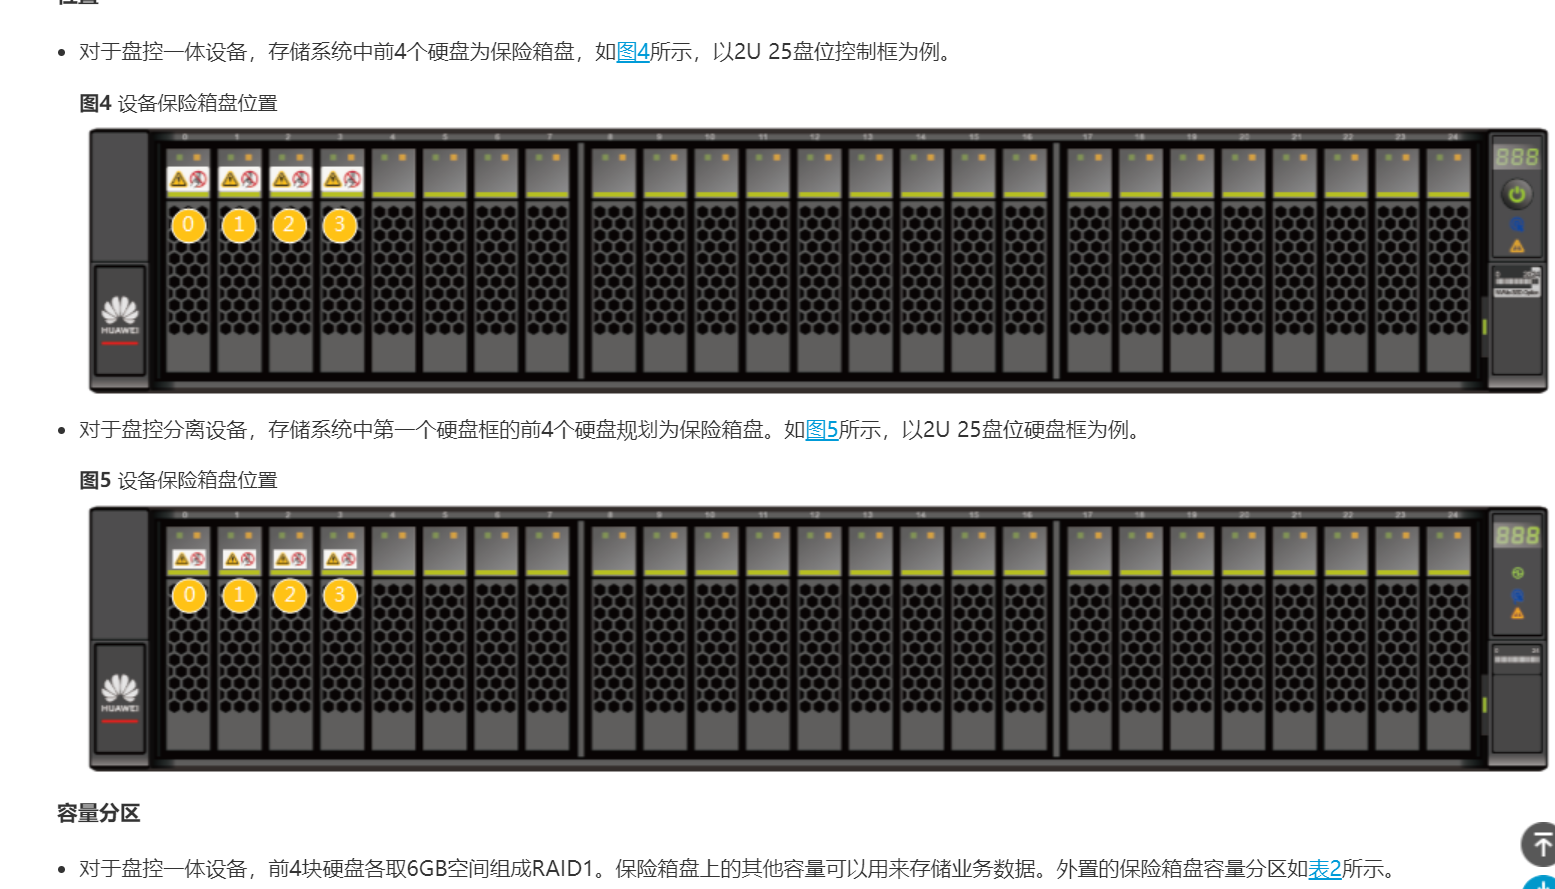 • 对于盘控一体设备，存储系统中前4个硬盘为保险箱盘，如图4所示，以2U 25盘位控制框为例。
图4 设备保险箱盘位置
0 1 2 3 4 5 6 7 8 9 10 11 12 13 14 15 16 17 18 19 20 21 22 23 24
888
0 1 2 3
HUAWEI
• 对于盘控分离设备，存储系统中第一个硬盘框的前4个硬盘规划为保险箱盘。如图5所示，以2U 25盘位硬盘框为例。
图5 设备保险箱盘位置
0 1 2 3 4 5 6 7 8 9 10 11 12 13 14 15 16 17 18 19 20 21 22 23 24
888
0 1 2 3
0 24
HUAWEI
容量分区
• 对于盘控一体设备，前4块硬盘各取6GB空间组成RAID1。保险箱盘上的其他容量可以用来存储业务数据。外置的保险箱盘容量分区如表2所示。